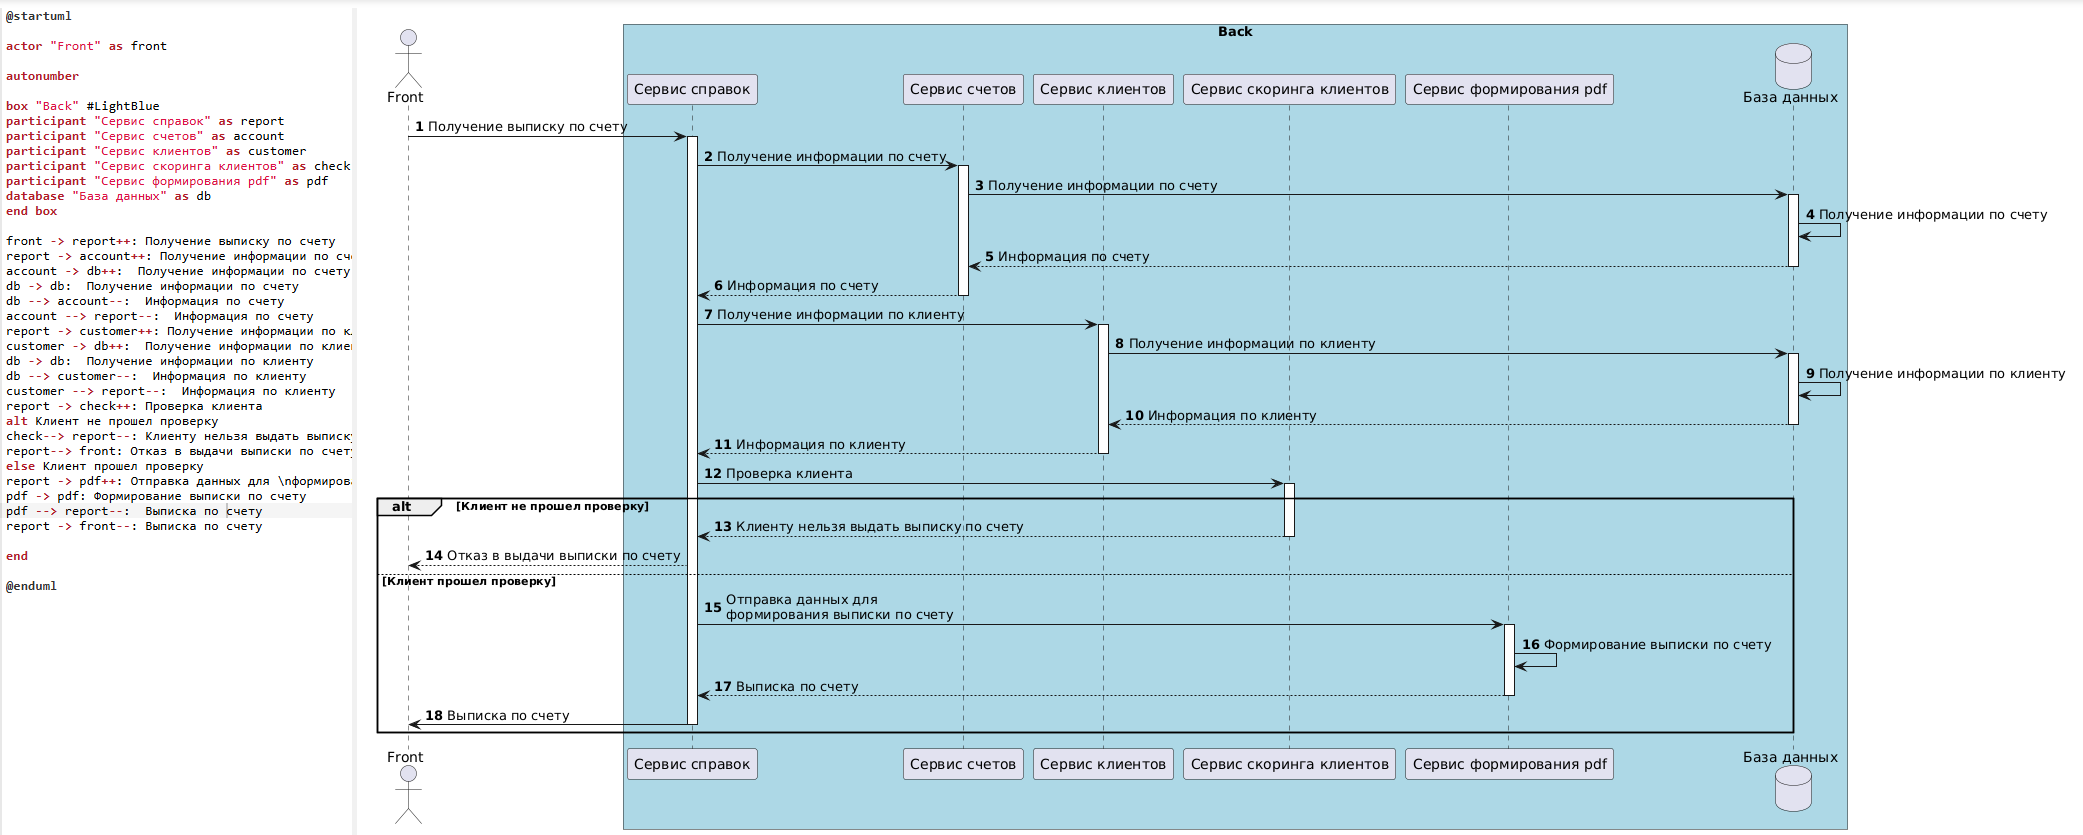 @startuml
actor "Front" as front
autonumber
box "Back" #LightBlue
participant "Сервис справок" as report
participant "Сервис счетов" as account
participant "Сервис клиентов" as customer
participant "Сервис скоринга клиентов" as check
participant "Сервис формирования pdf" as pdf
database "База данных" as db
end box
front -> report++: Получение выписку по счету
report -> account++: Получение информации по сч
account -> db++:  Получение информации по счету
db -> db:  Получение информации по счету
db --> account--:  Информация по счету
account --> report--:  Информация по счету
report -> customer++: Получение информации по к
customer -> db++:  Получение информации по клие
db -> db:  Получение информации по клиенту
db --> customer--:  Информация по клиенту
customer --> report--:  Информация по клиенту
report -> check++: Проверка клиента
alt Клиент не прошел проверку
check--> report--: Клиенту нельзя выдать выписк
report--> front: Отказ в выдачи выписки по счет
else Клиент прошел проверку
report -> pdf++: Отправка данных для \nформиров
pdf -> pdf: Формирование выписки по счету
pdf --> report--:  Выписка по счету
report -> front--: Выписка по счету
end
@enduml
Back
Front
Сервис справок
Сервис счетов
Сервис клиентов
Сервис скоринга клиентов
Сервис формирования pdf
База данных
1 Получение выписку по счету
2 Получение информации по счету
3 Получение информации по счету
4 Получение информации по счету
5 Информация по счету
6 Информация по счету
7 Получение информации по клиенту
8 Получение информации по клиенту
9 Получение информации по клиенту
10 Информация по клиенту
11 Информация по клиенту
12 Проверка клиента
alt [Клиент не прошел проверку]
13 Клиенту нельзя выдать выписку по счету
14 Отказ в выдачи выписки по счету
[Клиент прошел проверку]
15 Отправка данных для
формирования выписки по счету
16 Формирование выписки по счету
17 Выписка по счету
18 Выписка по счету
Front
Сервис справок
Сервис счетов
Сервис клиентов
Сервис скоринга клиентов
Сервис формирования pdf
База данных